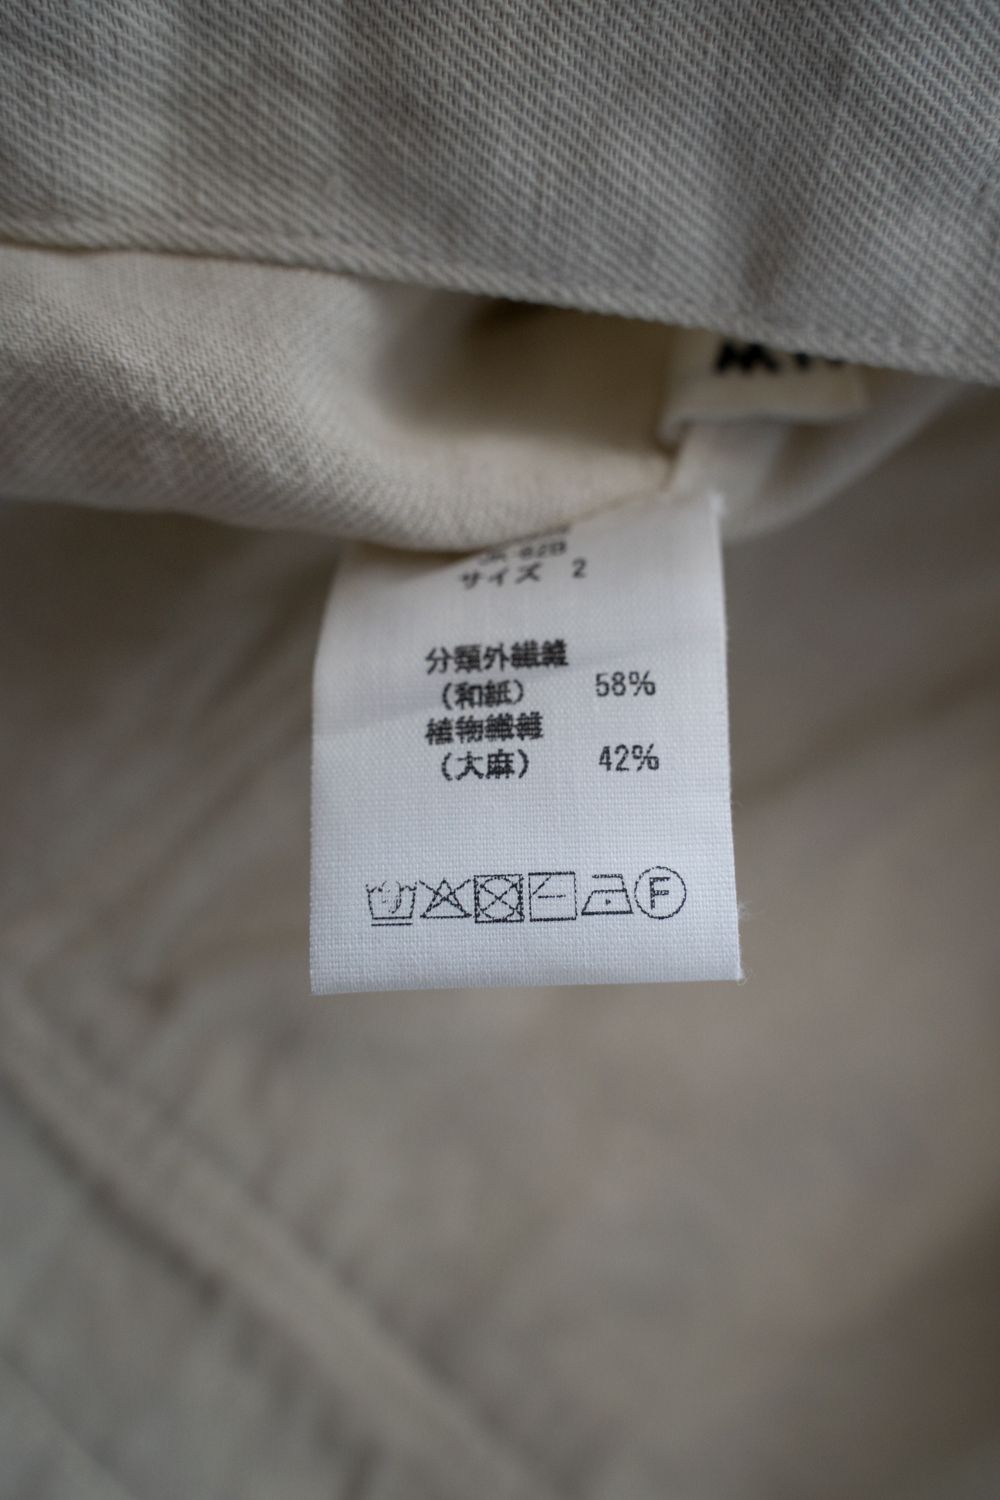 サイズ 2
分類外繊維
（和紙） 58%
植物繊維
（大麻） 42%
F